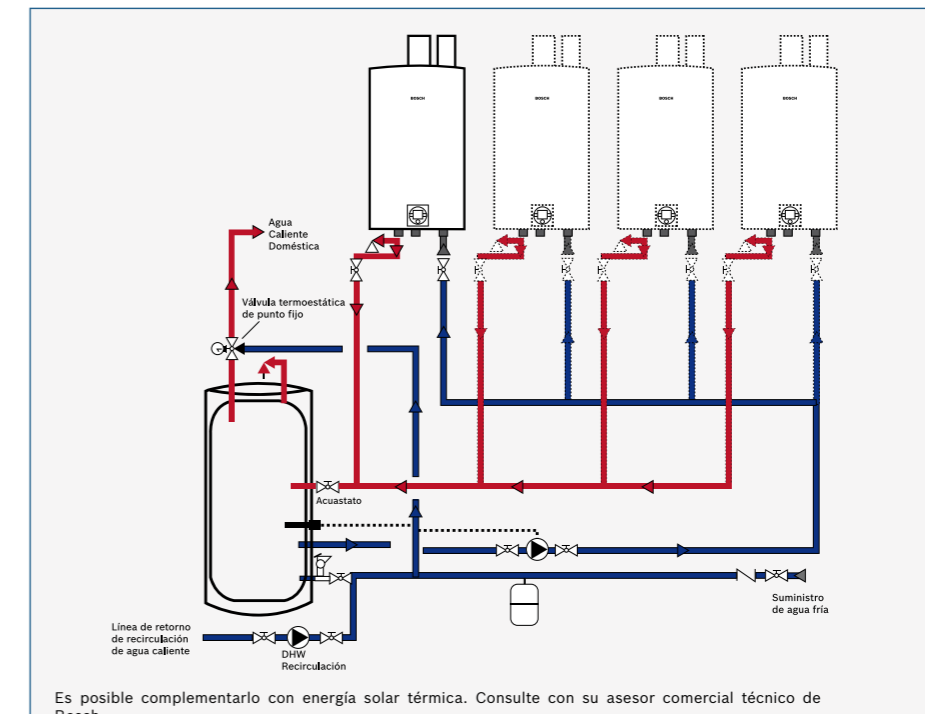 BOSCH
BOSCH
BOSCH
BOSCH
Agua
Caliente
Doméstica
Válvula termoestática
de punto fijo
Acuastato
Suministro
de agua fría
Línea de retorno
de recirculación
de agua caliente
DHW
Recirculación
Es posible complementarlo con energía solar térmica. Consulte con su asesor comercial técnico de
Bosch